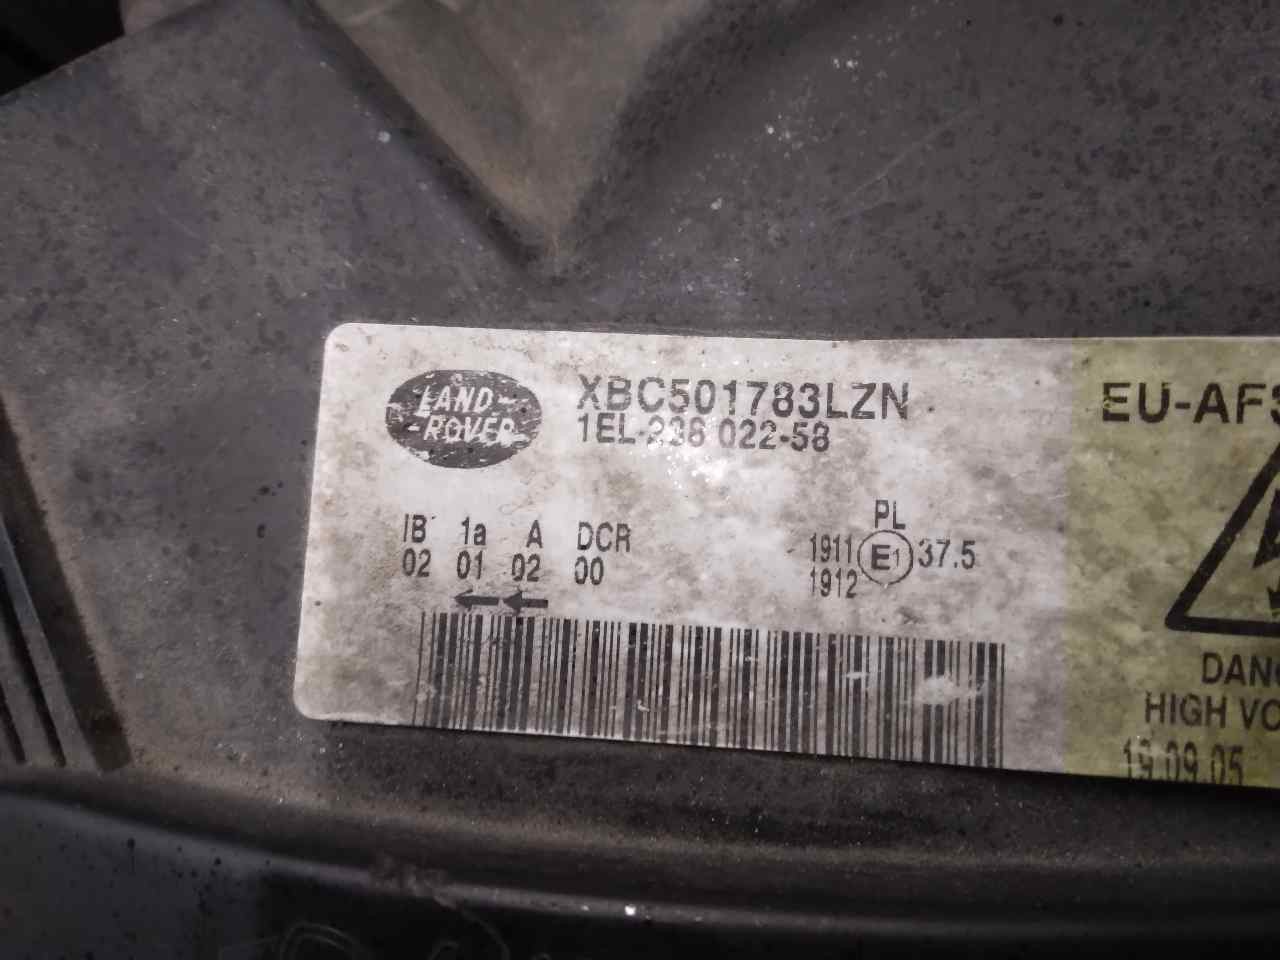 LAND-
-ROVER
XBC501783LZN
1EL-238 022-58
IB 1a A DCR
02 01 02 00
PL
1911 E1 37.5
1912
EU-AFS
DANG
HIGH VO
19.09.05